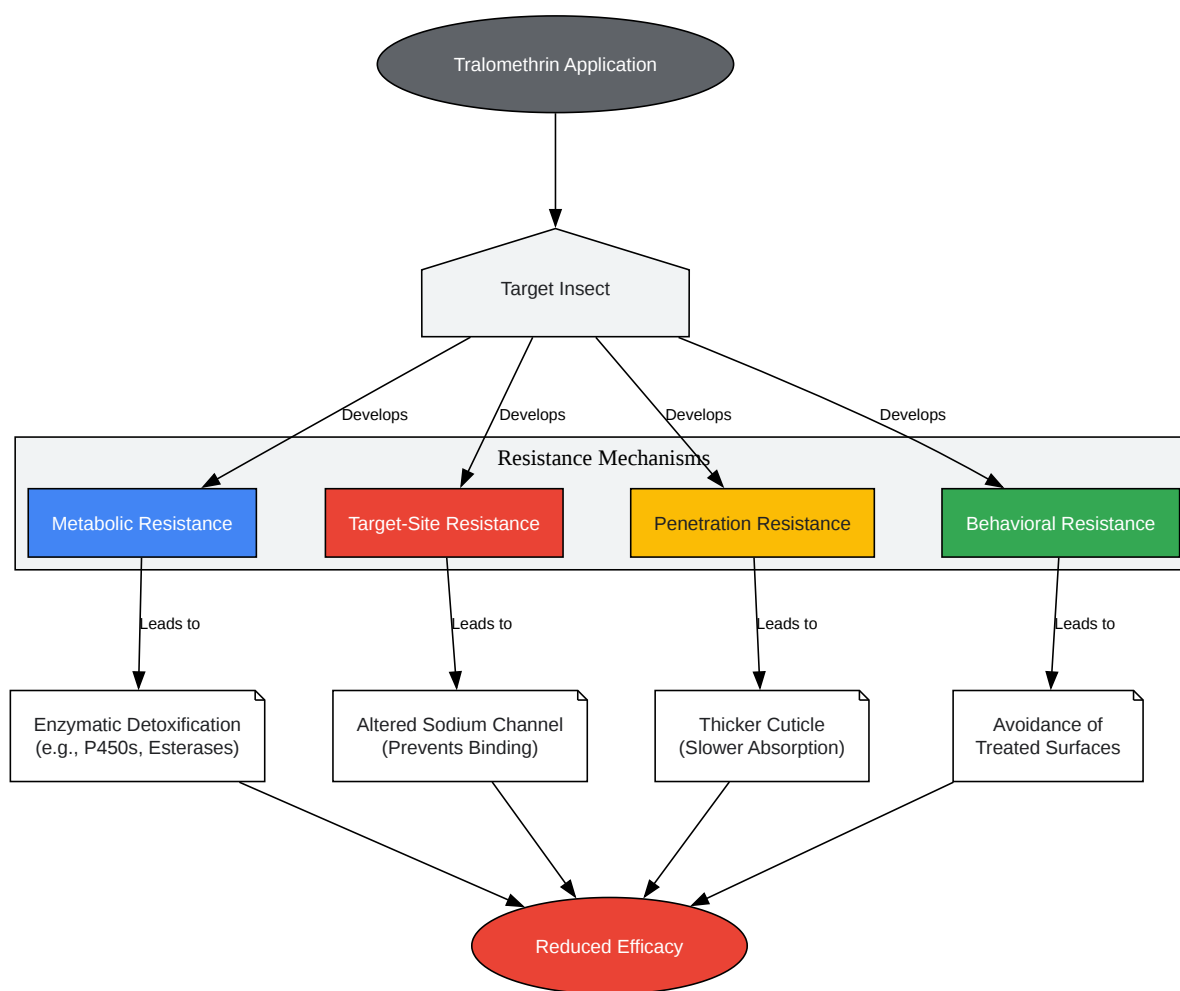 Tralomethrin Application
Target Insect
Develops
Develops
Develops
Develops
Resistance Mechanisms
Metabolic Resistance
Target-Site Resistance
Penetration Resistance
Behavioral Resistance
Leads to
Leads to
Leads to
Leads to
Enzymatic Detoxification
(e.g., P450s, Esterases)
Altered Sodium Channel
(Prevents Binding)
Thicker Cuticle
(Slower Absorption)
Avoidance of
Treated Surfaces
Reduced Efficacy